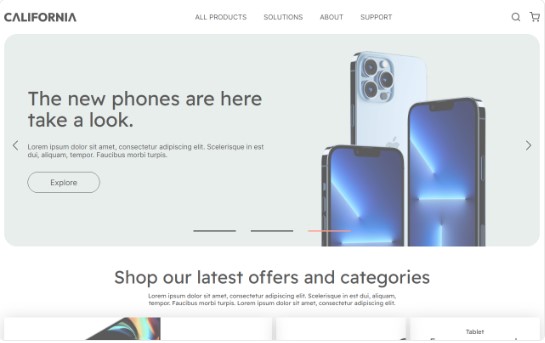 CALIFORNIA
ALL PRODUCTS SOLUTIONS ABOUT SUPPORT
The new phones are here
take a look.
Lorem ipsum dolor sit amet, consectetur adipiscing elit. Scelerisque in est
dui, aliquam, tempor. Faucibus morbi turpis.
Explore
Shop our latest offers and categories
Lorem ipsum dolor sit amet, consectetur adipiscing elit. Scelerisque in est dui, aliquam,
tempor. Faucibus morbi turpis. Lorem ipsum dolor sit amet, consectetur adipiscing elit.
Tablet